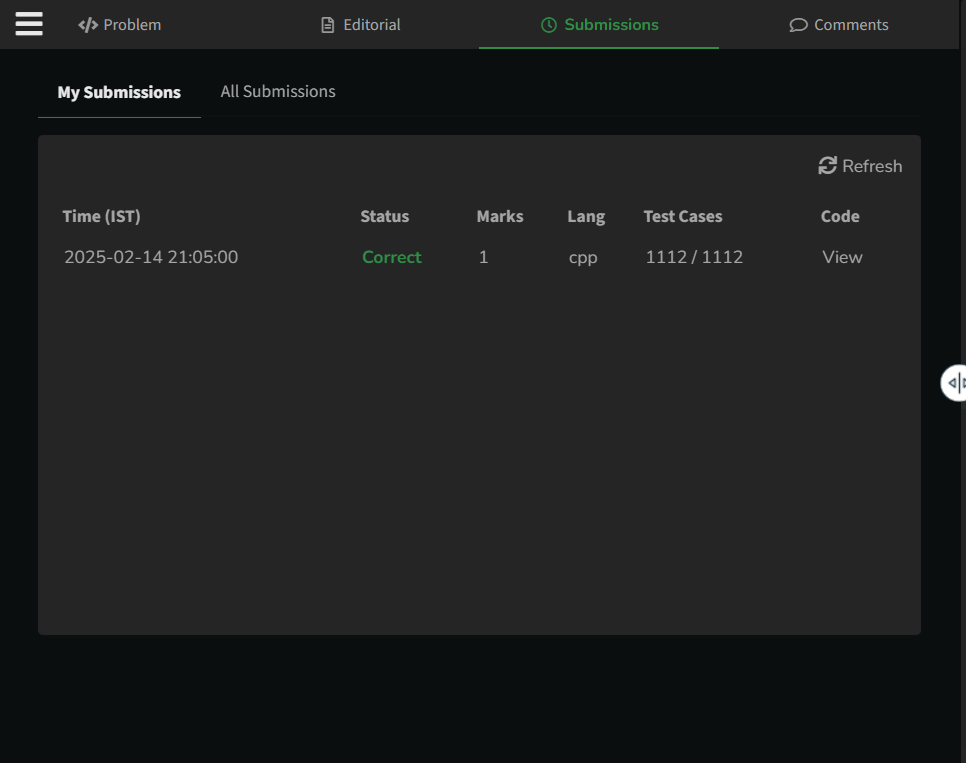 Problem Editorial Submissions Comments
My Submissions All Submissions
Refresh
Time (IST) Status Marks Lang Test Cases Code
2025-02-14 21:05:00 Correct 1 cpp 1112 / 1112 View